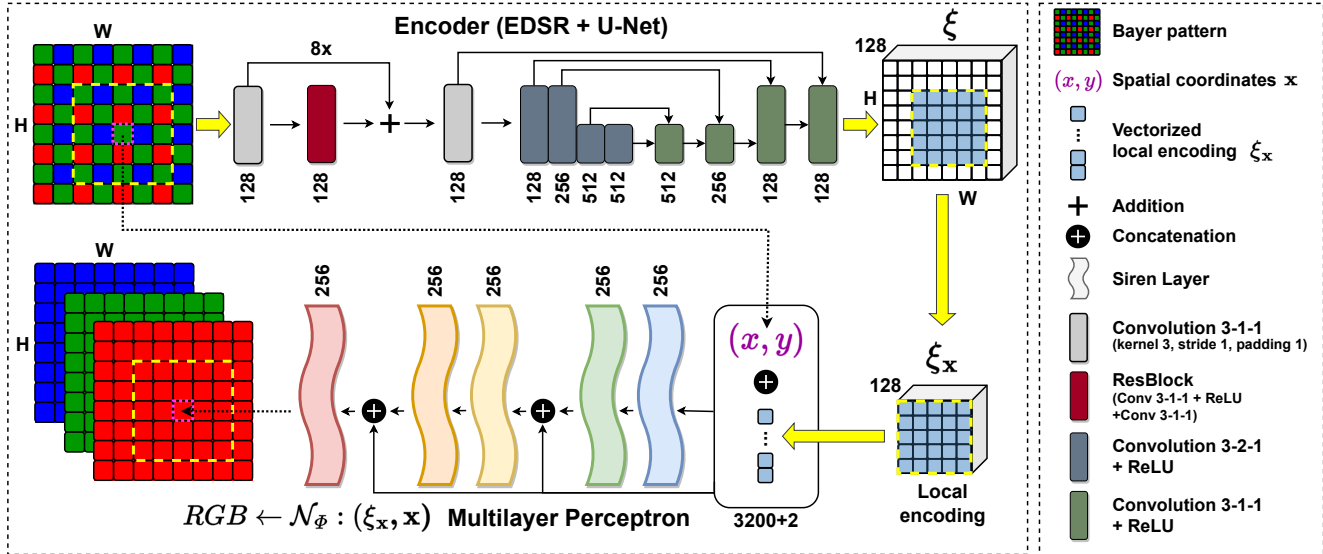 Encoder (EDSR + U-Net)
W
H
8x
128
128
128
128
256
512
512
512
256
128
128
ξ
128
H
W
W
H
256
256
256
256
256
(x, y)
3200+2
ξx
128
Local
encoding
RGB ← 𝒩Φ : (ξx, x)
Multilayer Perceptron
Bayer pattern
(x, y) Spatial coordinates x
Vectorized
local encoding ξx
+ Addition
Concatenation
Siren Layer
Convolution 3-1-1
(kernel 3, stride 1, padding 1)
ResBlock
(Conv 3-1-1 + ReLU
+Conv 3-1-1)
Convolution 3-2-1
+ ReLU
Convolution 3-1-1
+ ReLU